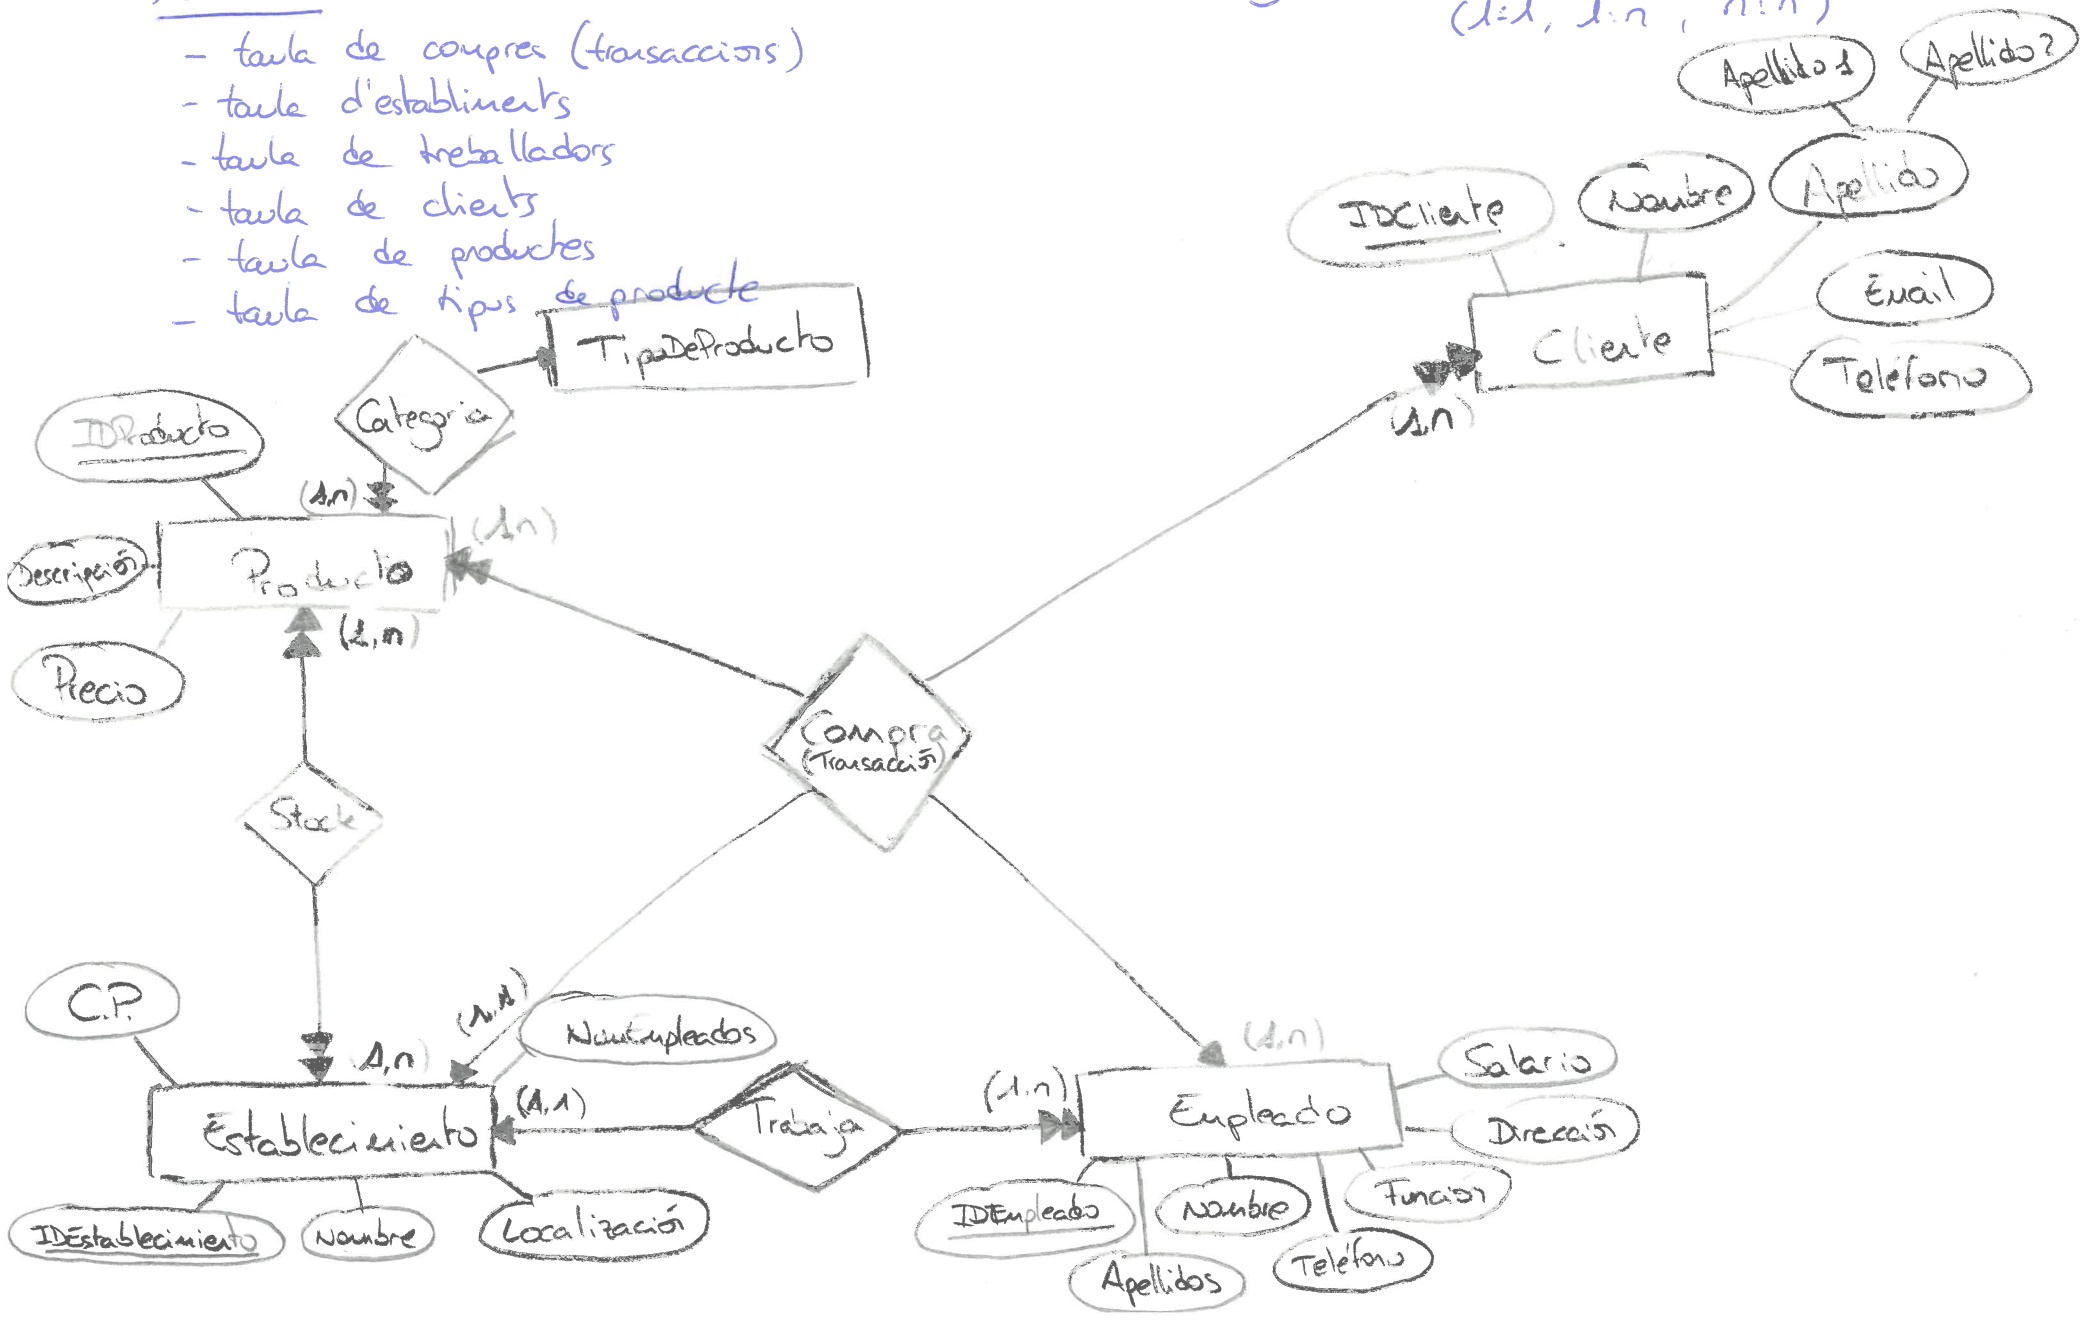 (1:1, 1:n, n:n)
- taula de compres (transaccions)
- taula d'establiments
- taula de treballadors
- taula de clients
- taula de productes
- taula de tipus de producte
Apellido 1
Apellido 2
IDCliente
Nombre
Apellido
Email
Cliente
Teléfono
(1,n)
TipoDeProducto
Categoria
(1,n)
IDProducto
Descripción
Producto
(1,n)
Precio
(1,n)
Compra
(Transacción)
Stock
C.P.
1,n
(1,1)
NumEmpleados
Establecimiento
(1,1)
Trabaja
(1,n)
(1,n)
Empleado
Salario
Dirección
IDEstablecimiento
Nombre
Localización
IDEmpleado
Nombre
Función
Apellidos
Teléfono